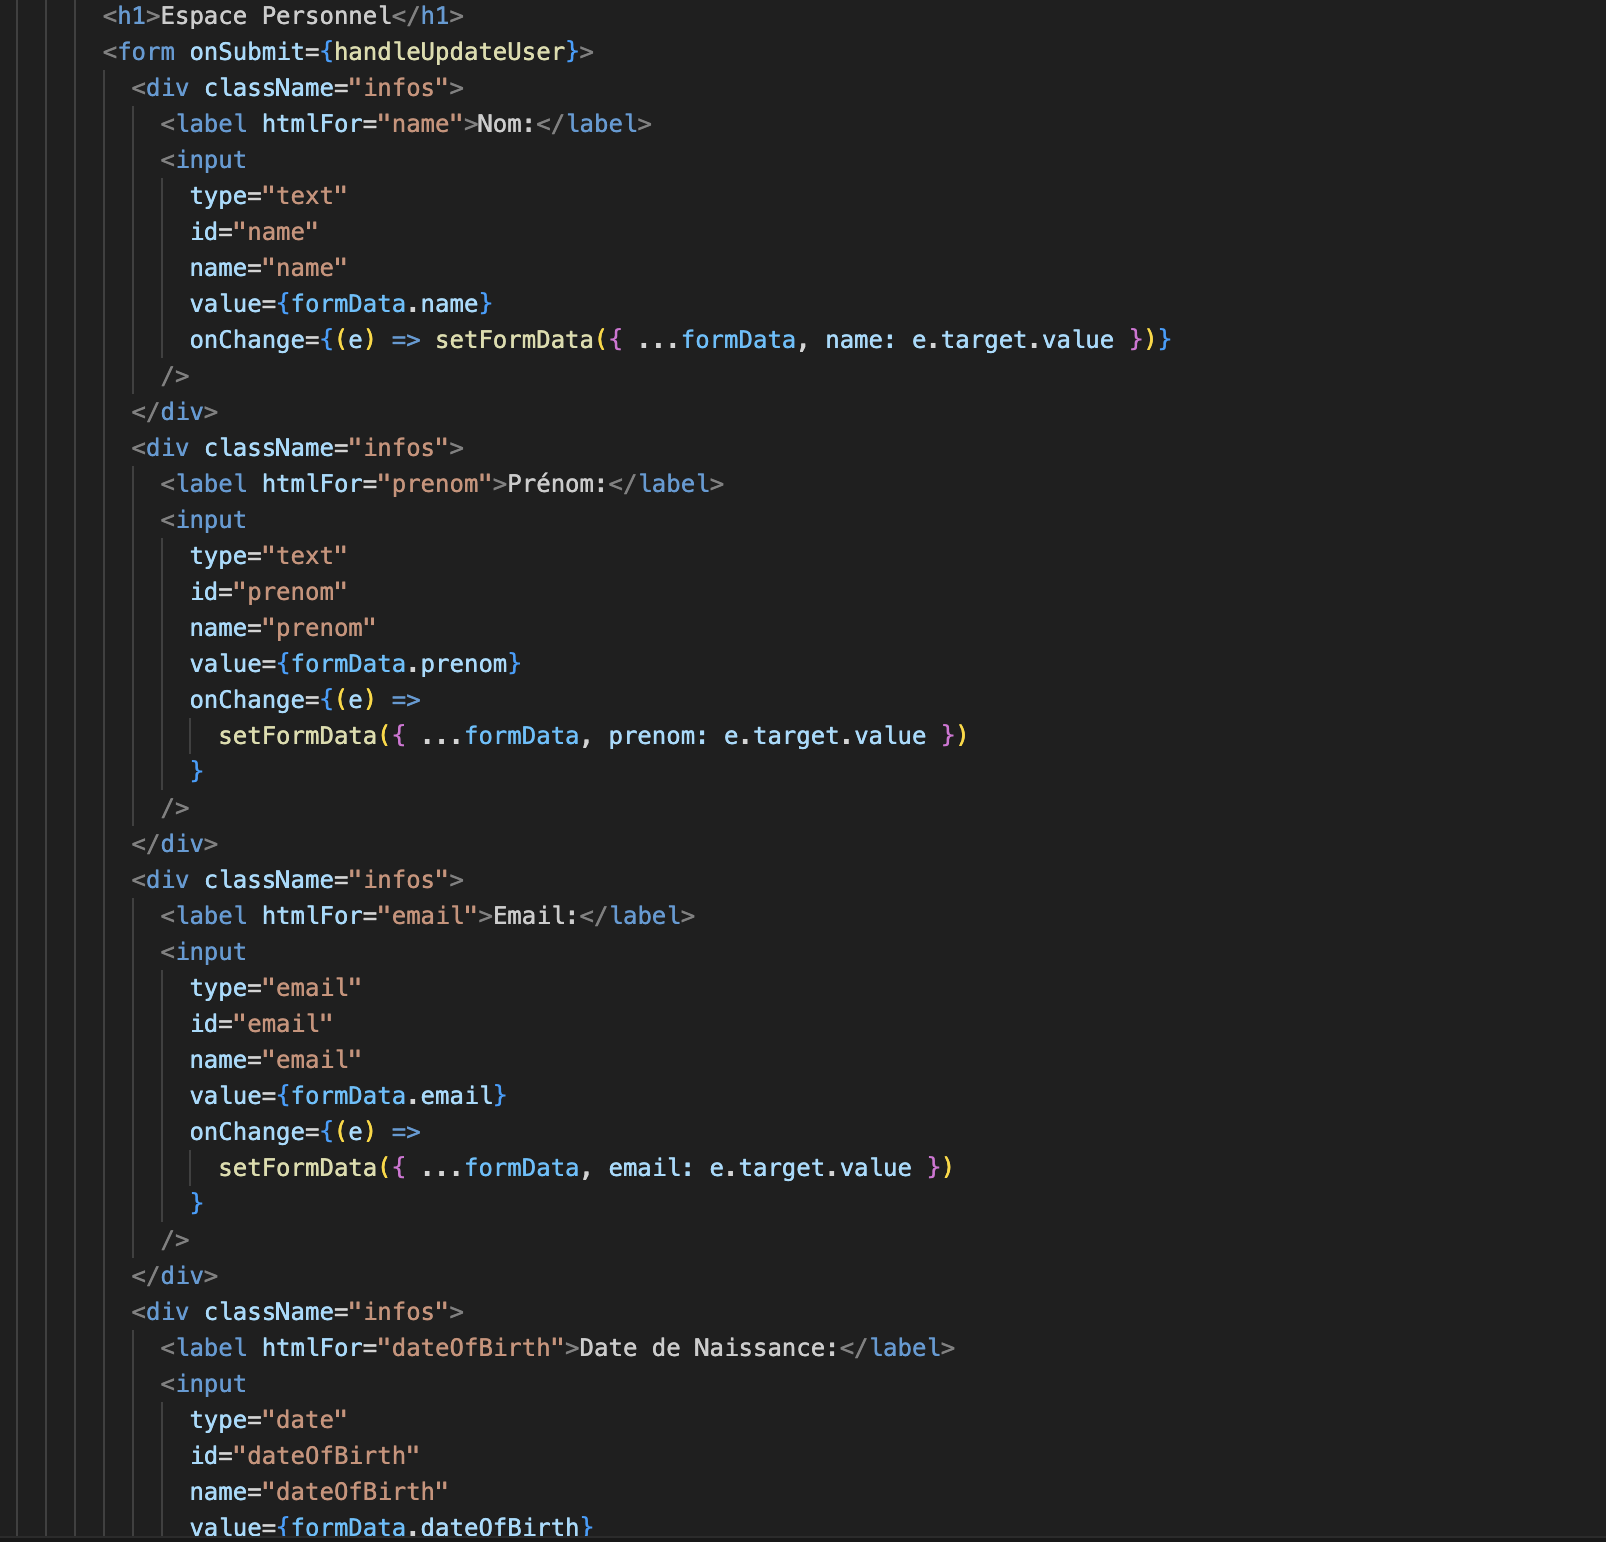 <h1>Espace Personnel</h1>
<form onSubmit={handleUpdateUser}>
<div className="infos">
<label htmlFor="name">Nom:</label>
<input
type="text"
id="name"
name="name"
value={formData.name}
onChange={(e) => setFormData({ ...formData, name: e.target.value })}
/>
</div>
<div className="infos">
<label htmlFor="prenom">Prénom:</label>
<input
type="text"
id="prenom"
name="prenom"
value={formData.prenom}
onChange={(e) =>
setFormData({ ...formData, prenom: e.target.value })
}
/>
</div>
<div className="infos">
<label htmlFor="email">Email:</label>
<input
type="email"
id="email"
name="email"
value={formData.email}
onChange={(e) =>
setFormData({ ...formData, email: e.target.value })
}
/>
</div>
<div className="infos">
<label htmlFor="dateOfBirth">Date de Naissance:</label>
<input
type="date"
id="dateOfBirth"
name="dateOfBirth"
value={formData.dateOfBirth}